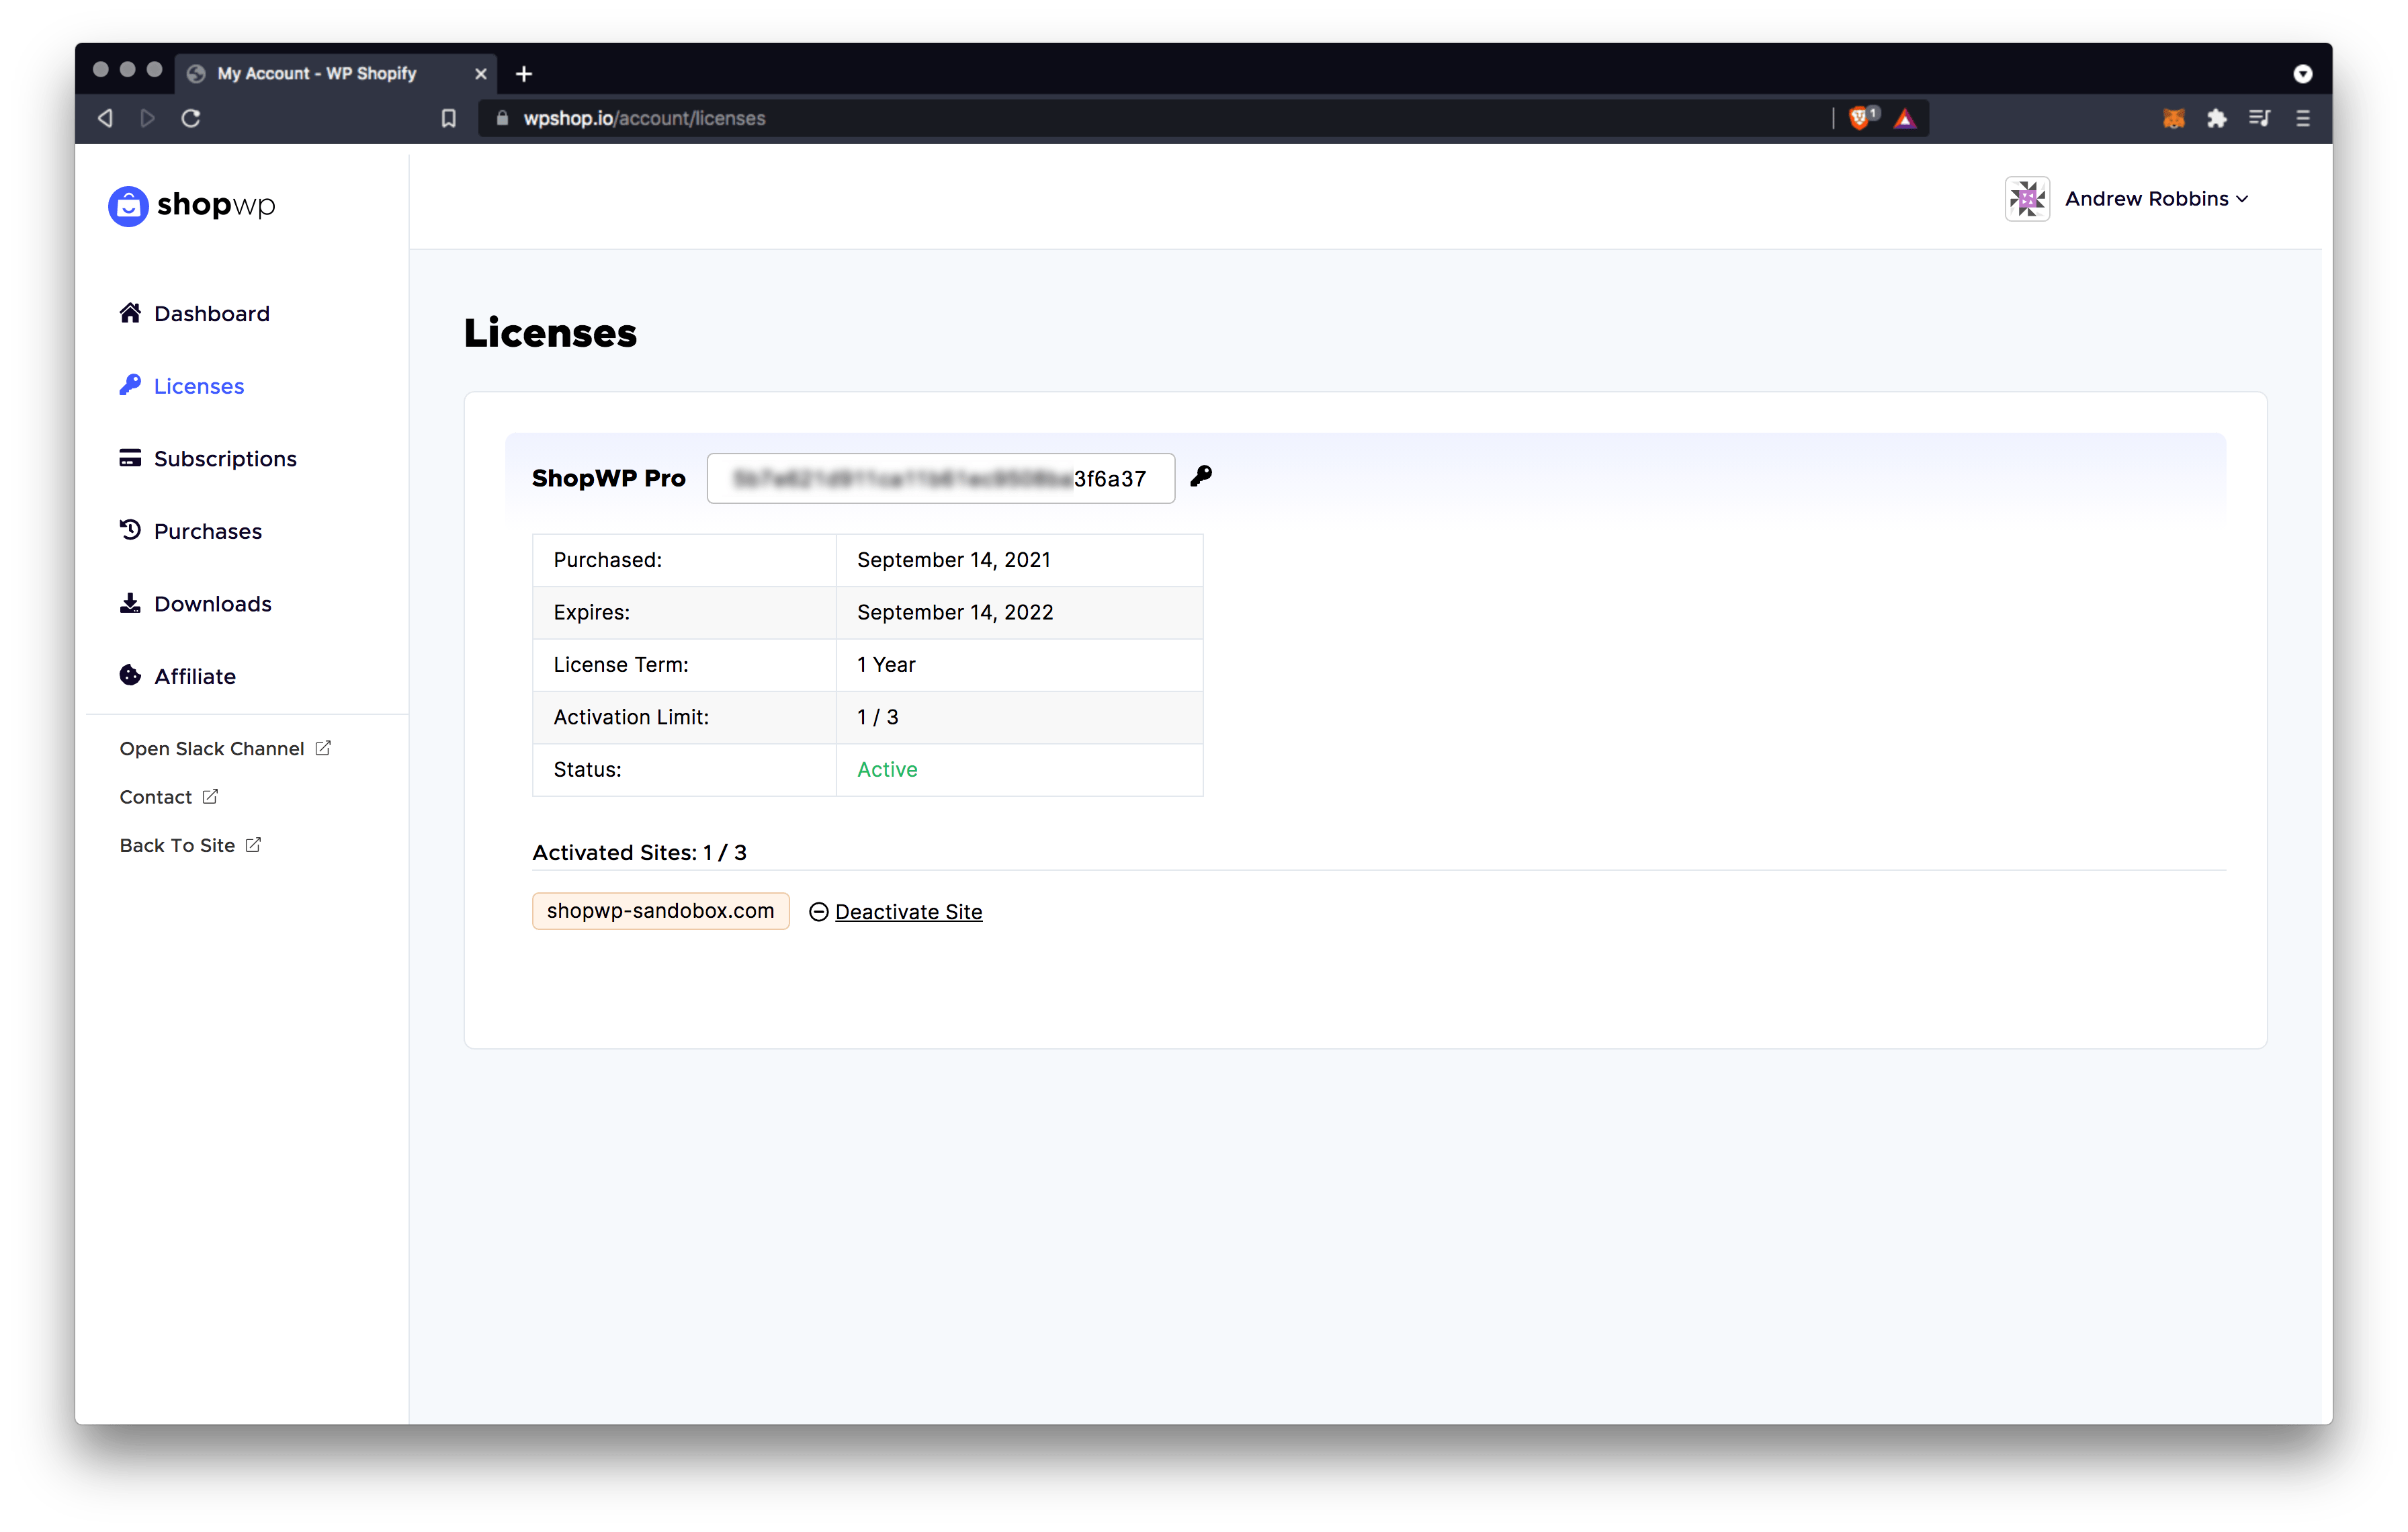 My Account - WP Shopify
wpshop.io/account/licenses
1
shopwp
Andrew Robbins
Dashboard
Licenses
Subscriptions
Purchases
Downloads
Affiliate
Open Slack Channel
Contact
Back To Site
Licenses
ShopWP Pro 3f6a37
Purchased: September 14, 2021
Expires: September 14, 2022
License Term: 1 Year
Activation Limit: 1 / 3
Status: Active
Activated Sites: 1 / 3
shopwp-sandobox.com Deactivate Site